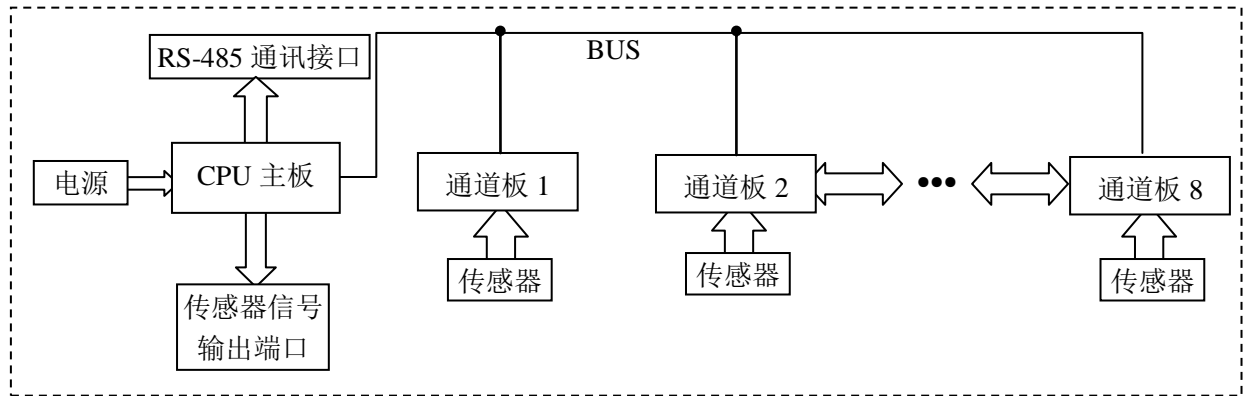 RS-485 通讯接口
BUS
电源
CPU 主板
通道板 1
通道板 2
•••
通道板 8
传感器
传感器
传感器
传感器信号
输出端口